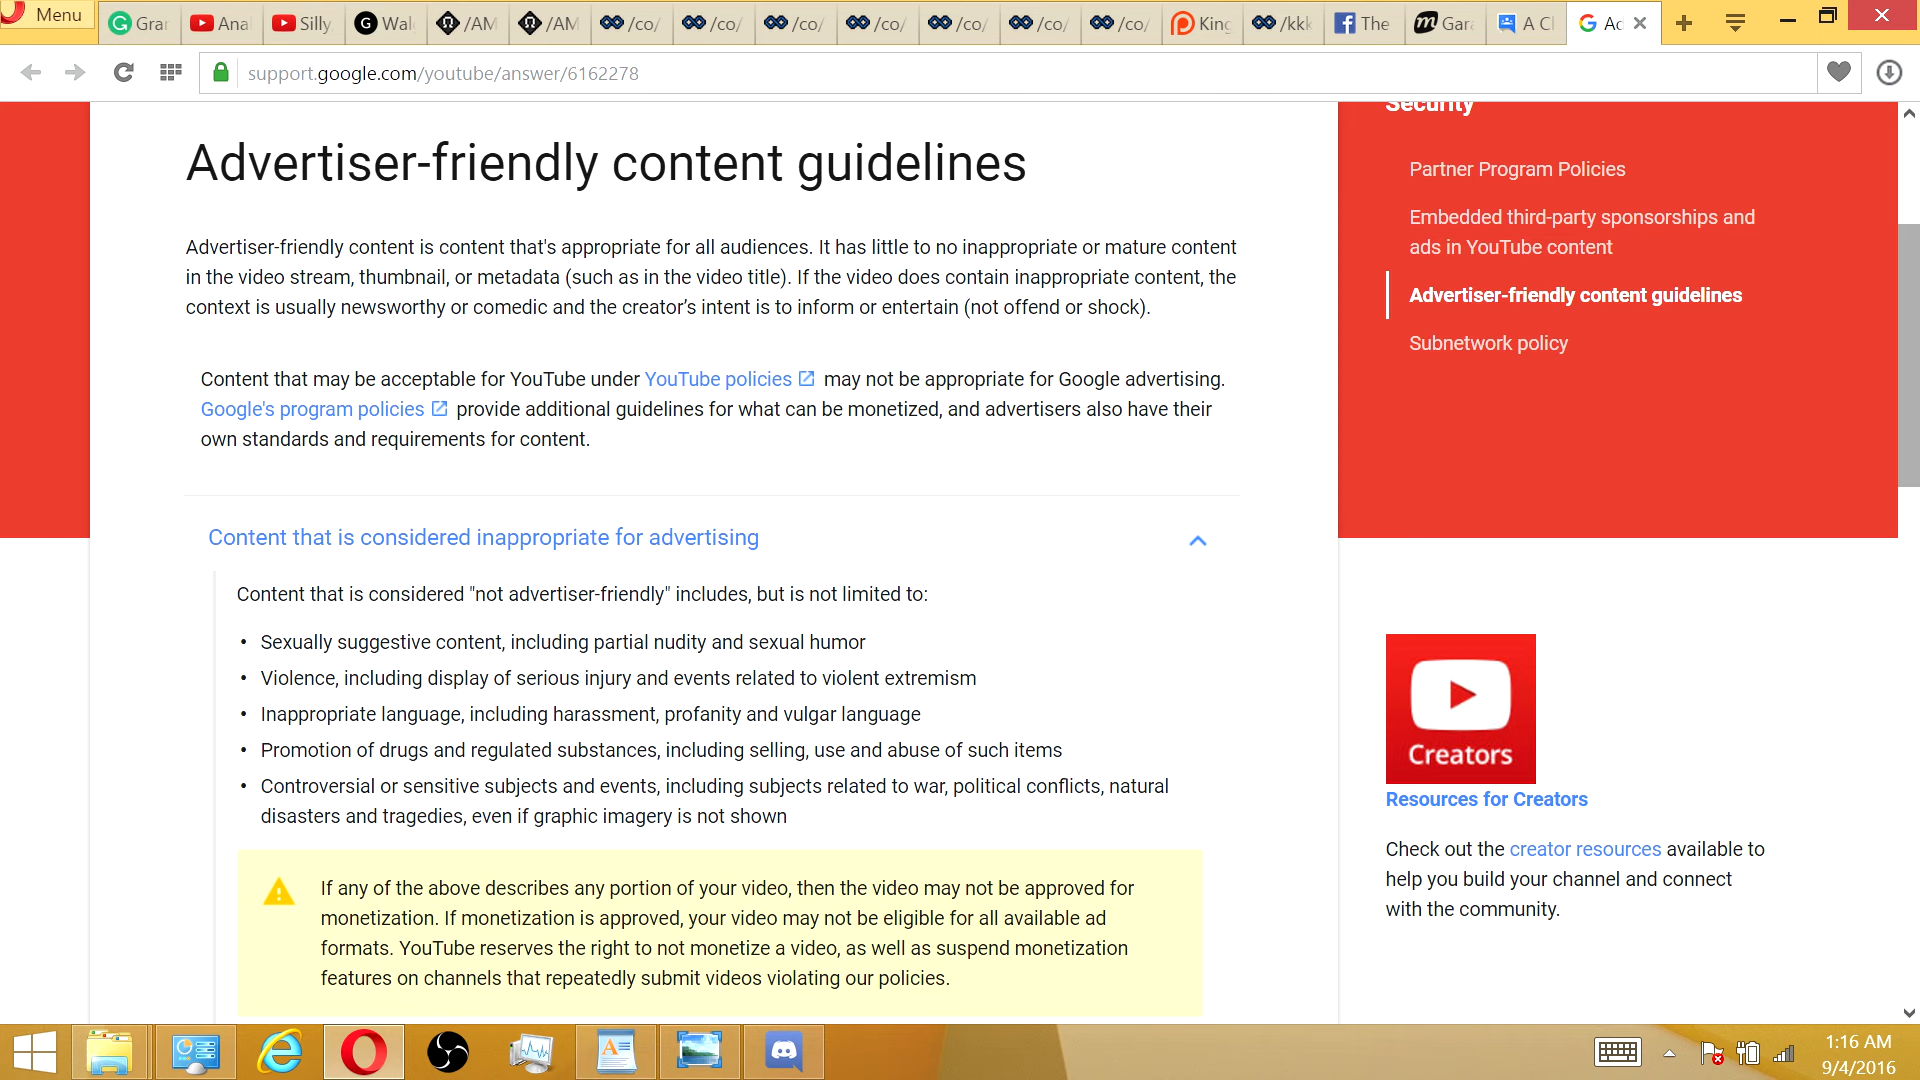 Menu
Gran
Anal
Silly
Wal
/AM
/AM
/co/
/co/
/co/
/co/
/co/
/co/
/co/
King
/kkk
The
Gara
A Cl
Ad
support.google.com/youtube/answer/6162278
Security
Advertiser-friendly content guidelines
Partner Program Policies
Embedded third-party sponsorships and
ads in YouTube content
Advertiser-friendly content guidelines
Subnetwork policy
Advertiser-friendly content is content that's appropriate for all audiences. It has little to no inappropriate or mature content
in the video stream, thumbnail, or metadata (such as in the video title). If the video does contain inappropriate content, the
context is usually newsworthy or comedic and the creator’s intent is to inform or entertain (not offend or shock).
Content that may be acceptable for YouTube under YouTube policies may not be appropriate for Google advertising.
Google's program policies provide additional guidelines for what can be monetized, and advertisers also have their
own standards and requirements for content.
Content that is considered inappropriate for advertising
Content that is considered "not advertiser-friendly" includes, but is not limited to:
• Sexually suggestive content, including partial nudity and sexual humor
• Violence, including display of serious injury and events related to violent extremism
• Inappropriate language, including harassment, profanity and vulgar language
• Promotion of drugs and regulated substances, including selling, use and abuse of such items
• Controversial or sensitive subjects and events, including subjects related to war, political conflicts, natural
disasters and tragedies, even if graphic imagery is not shown
If any of the above describes any portion of your video, then the video may not be approved for
monetization. If monetization is approved, your video may not be eligible for all available ad
formats. YouTube reserves the right to not monetize a video, as well as suspend monetization
features on channels that repeatedly submit videos violating our policies.
Creators
Resources for Creators
Check out the creator resources available to
help you build your channel and connect
with the community.
1:16 AM
9/4/2016